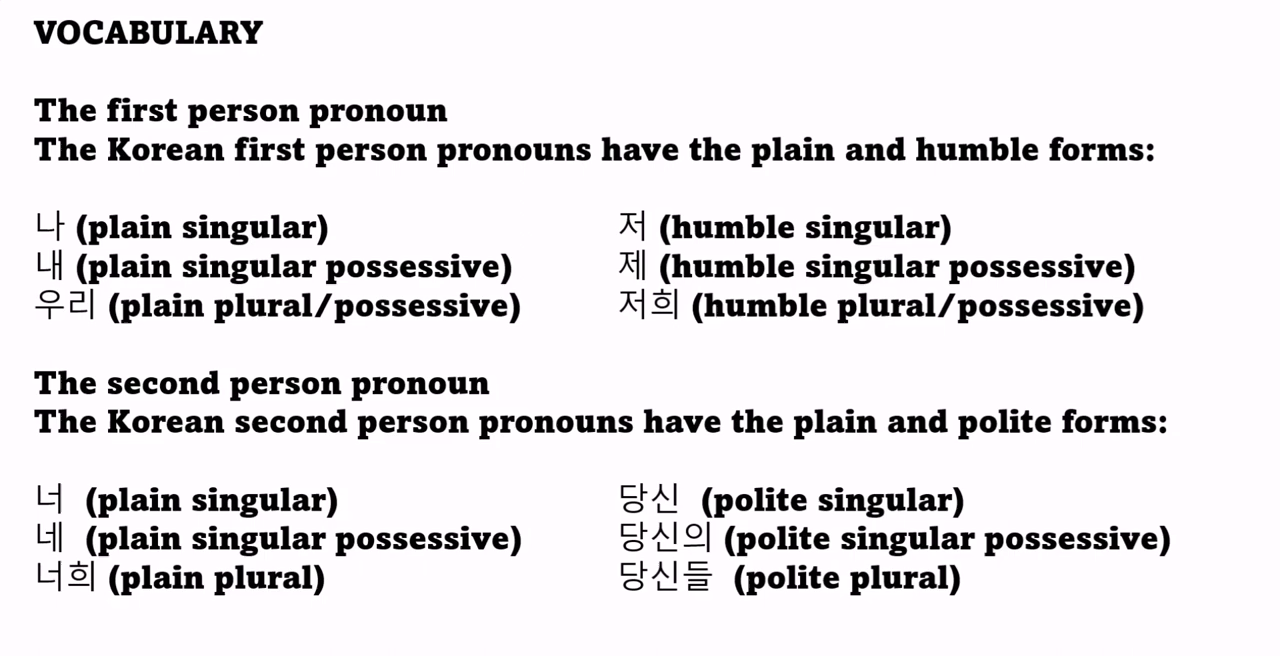 VOCABULARY
The first person pronoun
The Korean first person pronouns have the plain and humble forms:
나 (plain singular) 저 (humble singular)
내 (plain singular possessive) 제 (humble singular possessive)
우리 (plain plural/possessive) 저희 (humble plural/possessive)
The second person pronoun
The Korean second person pronouns have the plain and polite forms:
너 (plain singular) 당신 (polite singular)
네 (plain singular possessive) 당신의 (polite singular possessive)
너희 (plain plural) 당신들 (polite plural)